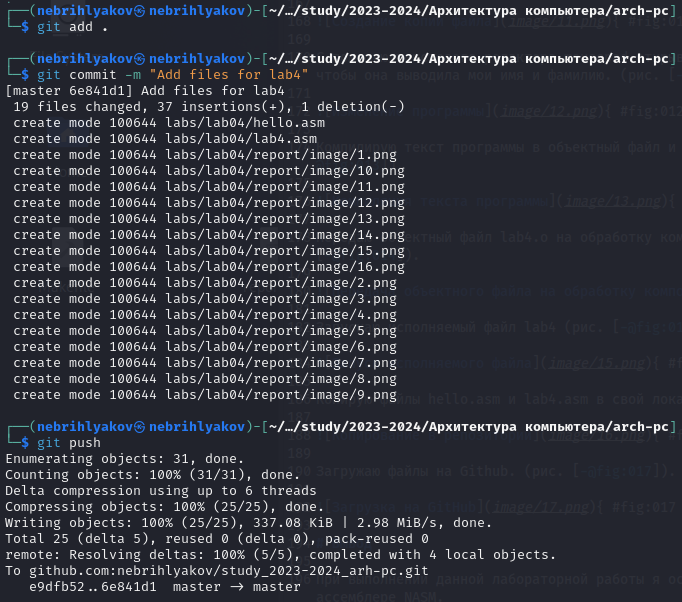 ┌──(nebrihlyakov㉿nebrihlyakov)-[~/…/study/2023-2024/Архитектура компьютера/arch-pc]
└─$ git add .
┌──(nebrihlyakov㉿nebrihlyakov)-[~/…/study/2023-2024/Архитектура компьютера/arch-pc]
└─$ git commit -m "Add files for lab4"
[master 6e841d1] Add files for lab4
19 files changed, 37 insertions(+), 1 deletion(-)
create mode 100644 labs/lab04/hello.asm
create mode 100644 labs/lab04/lab4.asm
create mode 100644 labs/lab04/report/image/1.png
create mode 100644 labs/lab04/report/image/10.png
create mode 100644 labs/lab04/report/image/11.png
create mode 100644 labs/lab04/report/image/12.png
create mode 100644 labs/lab04/report/image/13.png
create mode 100644 labs/lab04/report/image/14.png
create mode 100644 labs/lab04/report/image/15.png
create mode 100644 labs/lab04/report/image/16.png
create mode 100644 labs/lab04/report/image/2.png
create mode 100644 labs/lab04/report/image/3.png
create mode 100644 labs/lab04/report/image/4.png
create mode 100644 labs/lab04/report/image/5.png
create mode 100644 labs/lab04/report/image/6.png
create mode 100644 labs/lab04/report/image/7.png
create mode 100644 labs/lab04/report/image/8.png
create mode 100644 labs/lab04/report/image/9.png
┌──(nebrihlyakov㉿nebrihlyakov)-[~/…/study/2023-2024/Архитектура компьютера/arch-pc]
└─$ git push
Enumerating objects: 31, done.
Counting objects: 100% (31/31), done.
Delta compression using up to 6 threads
Compressing objects: 100% (25/25), done.
Writing objects: 100% (25/25), 337.08 KiB | 2.98 MiB/s, done.
Total 25 (delta 5), reused 0 (delta 0), pack-reused 0
remote: Resolving deltas: 100% (5/5), completed with 4 local objects.
To github.com:nebrihlyakov/study_2023-2024_arh-pc.git
e9dfb52..6e841d1  master -> master